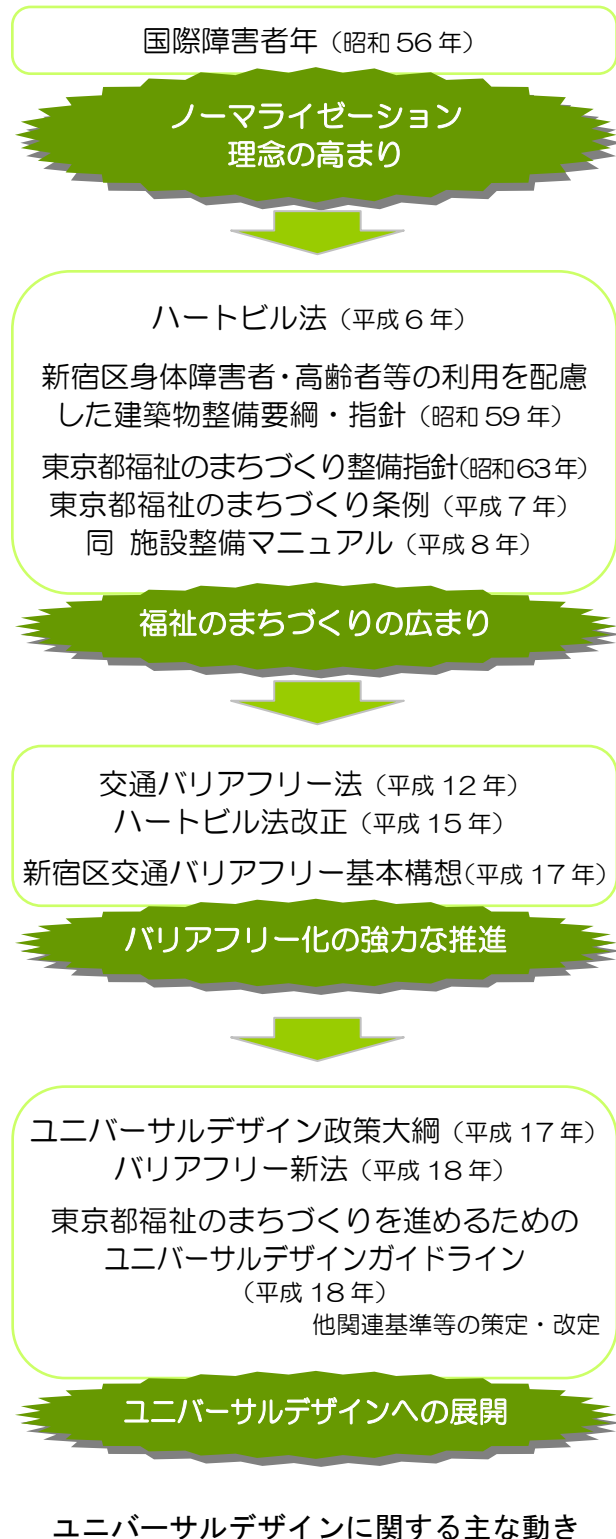 国際障害者年（昭和 56 年）
ノーマライゼーション
理念の高まり
ハートビル法（平成 6 年）
新宿区身体障害者・高齢者等の利用を配慮
した建築物整備要綱・指針（昭和 59 年）
東京都福祉のまちづくり整備指針(昭和63年)
東京都福祉のまちづくり条例（平成 7 年）
同 施設整備マニュアル（平成 8 年）
福祉のまちづくりの広まり
交通バリアフリー法（平成 12 年）
ハートビル法改正（平成 15 年）
新宿区交通バリアフリー基本構想(平成 17 年)
バリアフリー化の強力な推進
ユニバーサルデザイン政策大綱（平成 17 年）
バリアフリー新法（平成 18 年）
東京都福祉のまちづくりを進めるための
ユニバーサルデザインガイドライン
（平成 18 年）
他関連基準等の策定・改定
ユニバーサルデザインへの展開
ユニバーサルデザインに関する主な動き